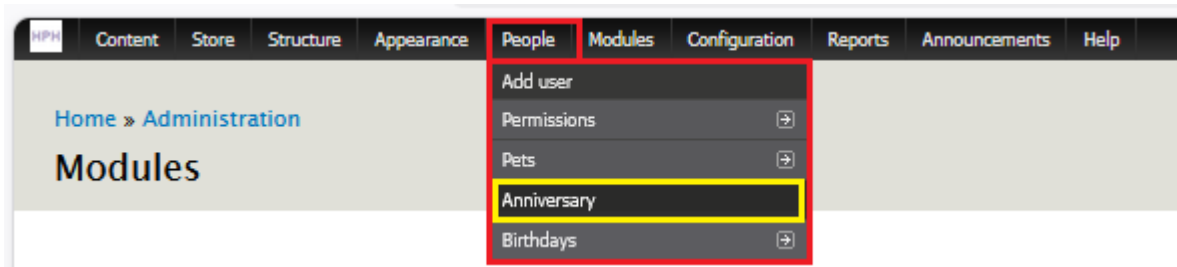 HPH Content Store Structure Appearance People Modules Configuration Reports Announcements Help
Add user
Home » Administration
Permissions
Modules
Pets
Anniversary
Birthdays